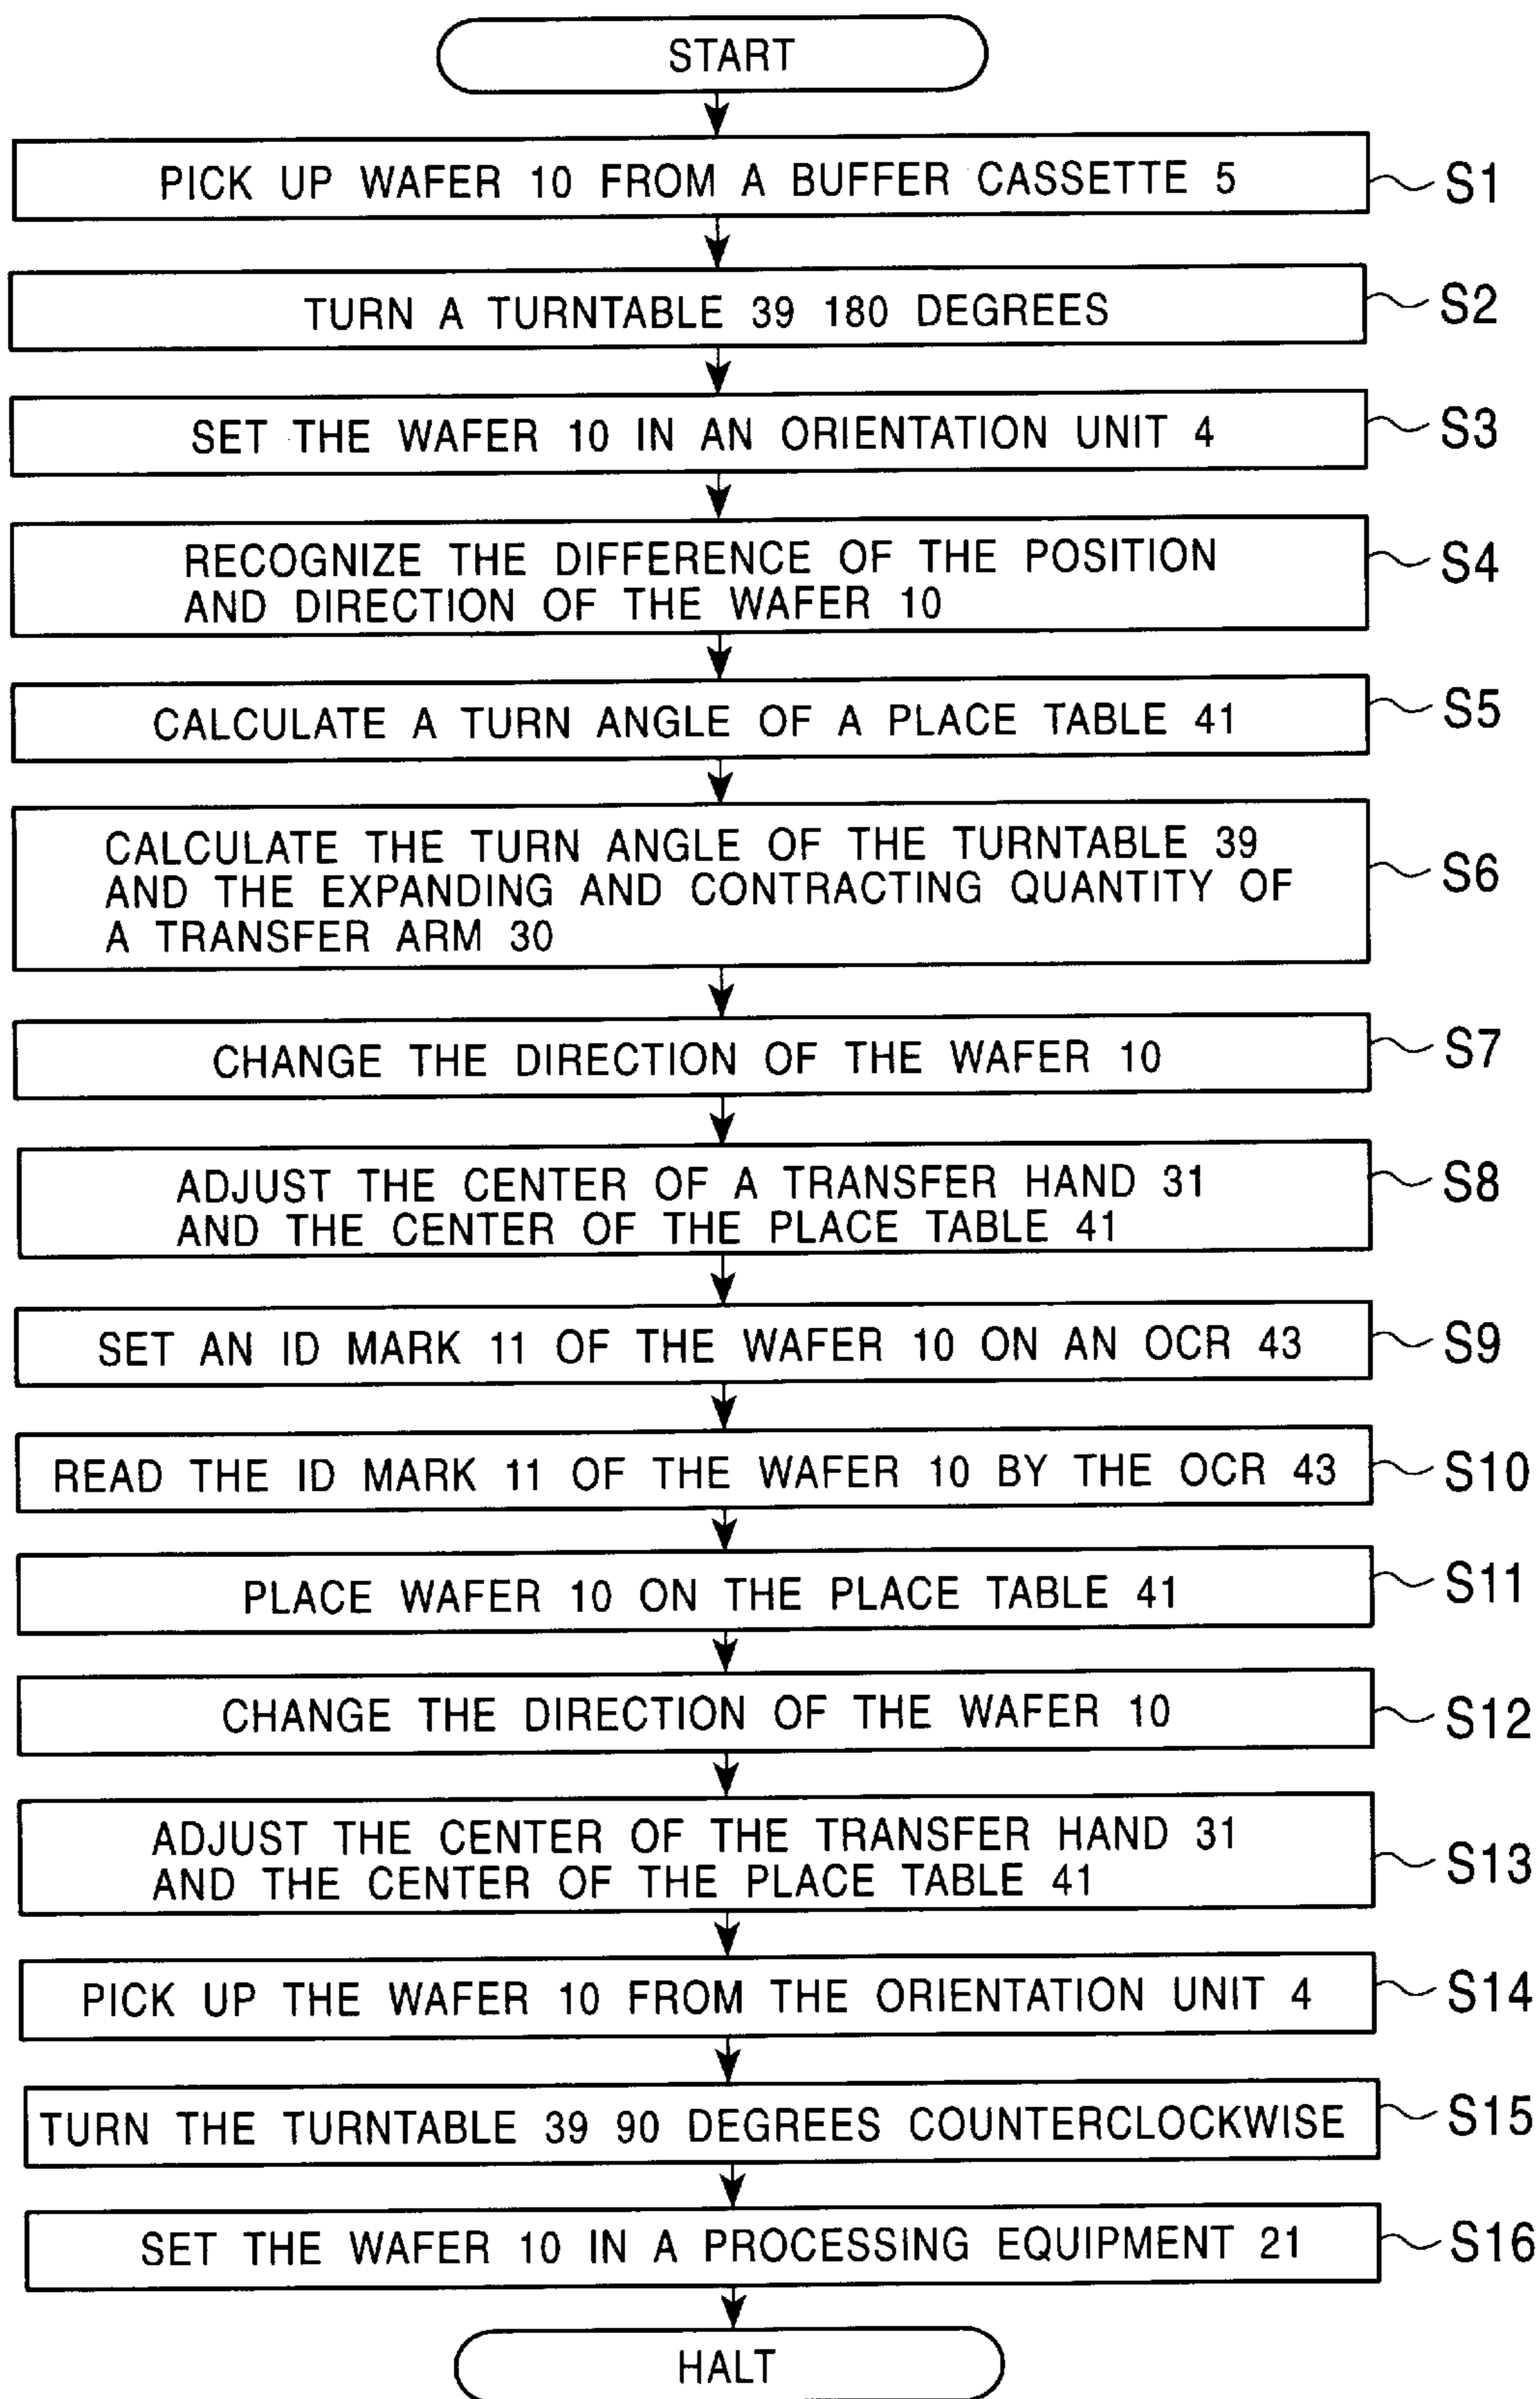 START
PICK UP WAFER 10 FROM A BUFFER CASSETTE 5
S1
TURN A TURNTABLE 39 180 DEGREES
S2
SET THE WAFER 10 IN AN ORIENTATION UNIT 4
S3
RECOGNIZE THE DIFFERENCE OF THE POSITION
AND DIRECTION OF THE WAFER 10
S4
CALCULATE A TURN ANGLE OF A PLACE TABLE 41
S5
CALCULATE THE TURN ANGLE OF THE TURNTABLE 39
AND THE EXPANDING AND CONTRACTING QUANTITY OF
A TRANSFER ARM 30
S6
CHANGE THE DIRECTION OF THE WAFER 10
S7
ADJUST THE CENTER OF A TRANSFER HAND 31
AND THE CENTER OF THE PLACE TABLE 41
S8
SET AN ID MARK 11 OF THE WAFER 10 ON AN OCR 43
S9
READ THE ID MARK 11 OF THE WAFER 10 BY THE OCR 43
S10
PLACE WAFER 10 ON THE PLACE TABLE 41
S11
CHANGE THE DIRECTION OF THE WAFER 10
S12
ADJUST THE CENTER OF THE TRANSFER HAND 31
AND THE CENTER OF THE PLACE TABLE 41
S13
PICK UP THE WAFER 10 FROM THE ORIENTATION UNIT 4
S14
TURN THE TURNTABLE 39 90 DEGREES COUNTERCLOCKWISE
S15
SET THE WAFER 10 IN A PROCESSING EQUIPMENT 21
S16
HALT